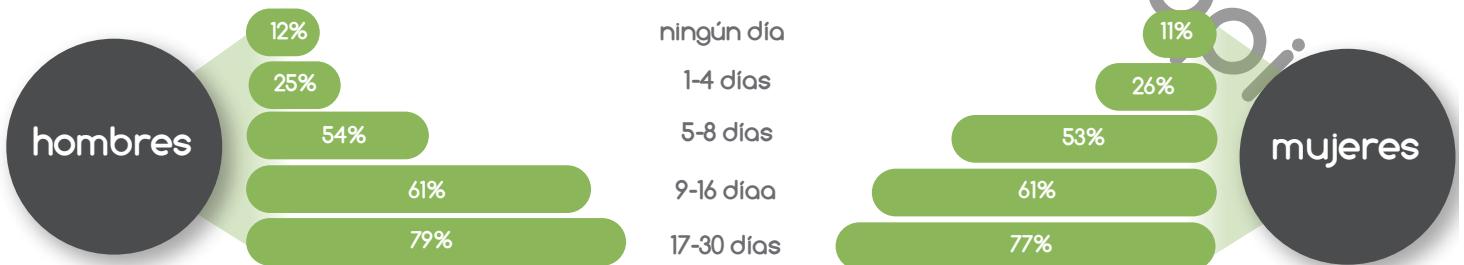 12% ningún día 11%
25% 1-4 días 26%
hombres 54% 5-8 días 53% mujeres
61% 9-16 díaa 61%
79% 17-30 días 77%